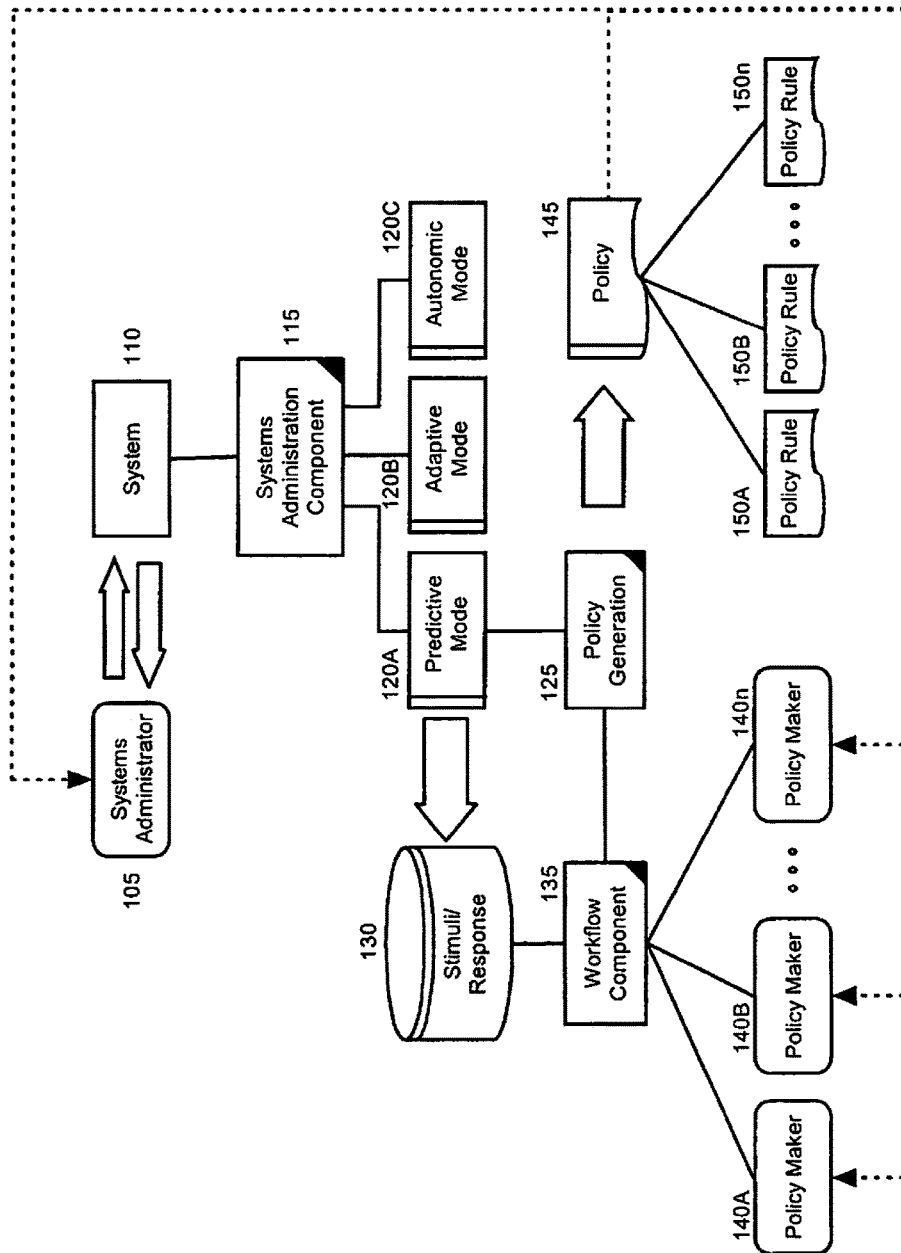 105
Systems
Administrator
System
110
Systems
Administration
Component
115
120A
Predictive
Mode
120B
Adaptive
Mode
120C
Autonomic
Mode
130
Stimuli/
Response
135
Workflow
Component
125
Policy
Generation
145
Policy
140A
Policy Maker
140B
Policy Maker
140n
Policy Maker
150A
Policy Rule
150B
Policy Rule
150n
Policy Rule